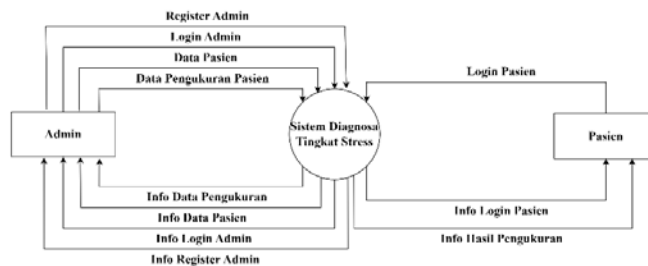 Register Admin
Login Admin
Data Pasien
Data Pengukuran Pasien
Login Pasien
Admin
Sistem Diagnosa
Tingkat Stress
Pasien
Info Data Pengukuran
Info Login Pasien
Info Data Pasien
Info Hasil Pengukuran
Info Login Admin
Info Register Admin